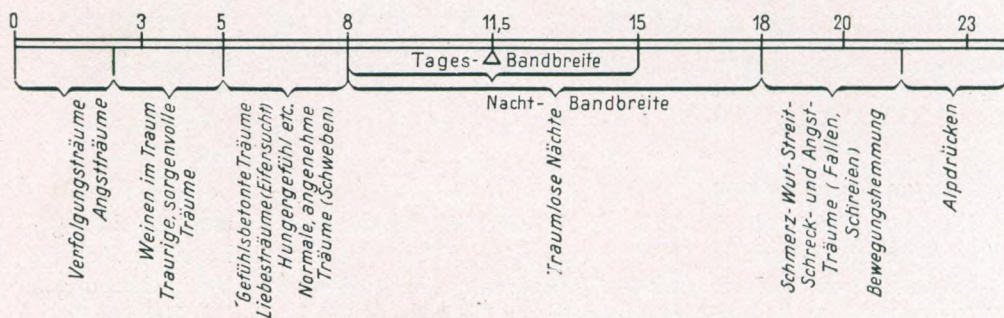 0 3 5 8 11,5 15 18 20 23
Tages- Bandbreite
Nacht- Bandbreite
Verfolgungsträume
Angstträume
Weinen im Traum
Traurige, sorgenvolle
Träume
Gefühlsbetonte Träume
Liebesträume (Eifersucht)
Hungergefühl etc.
Normale, angenehme
Träume (Schweben)
Traumlose Nächte
Schmerz-Wut-Streit-
Schreck- und Angst-
Träume (Fallen,
Schreien)
Bewegungshemmung
Alpdrücken